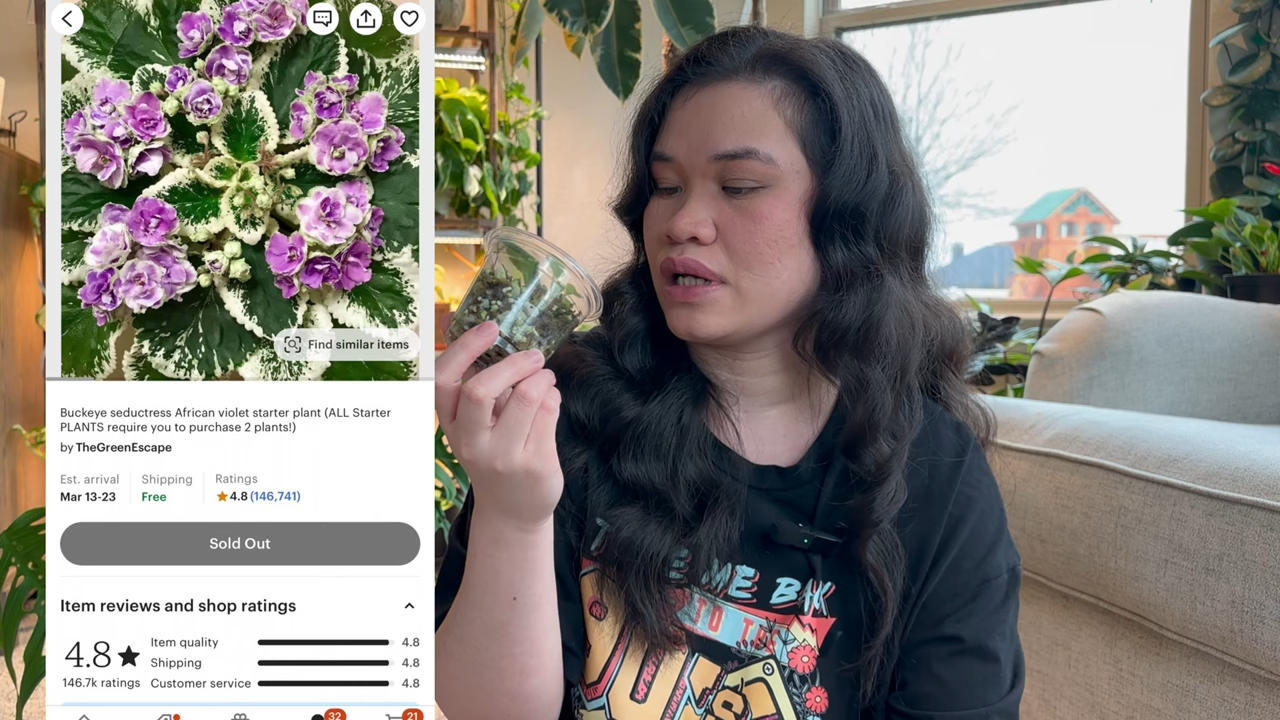 Find similar items
Buckeye seductress African violet starter plant (ALL Starter
PLANTS require you to purchase 2 plants!)
by TheGreenEscape
Est. arrival
Mar 13-23
Shipping
Free
Ratings
4.8 (146,741)
Sold Out
Item reviews and shop ratings
4.8
146.7k ratings
Item quality 4.8
Shipping 4.8
Customer service 4.8
32
21
ME
TO